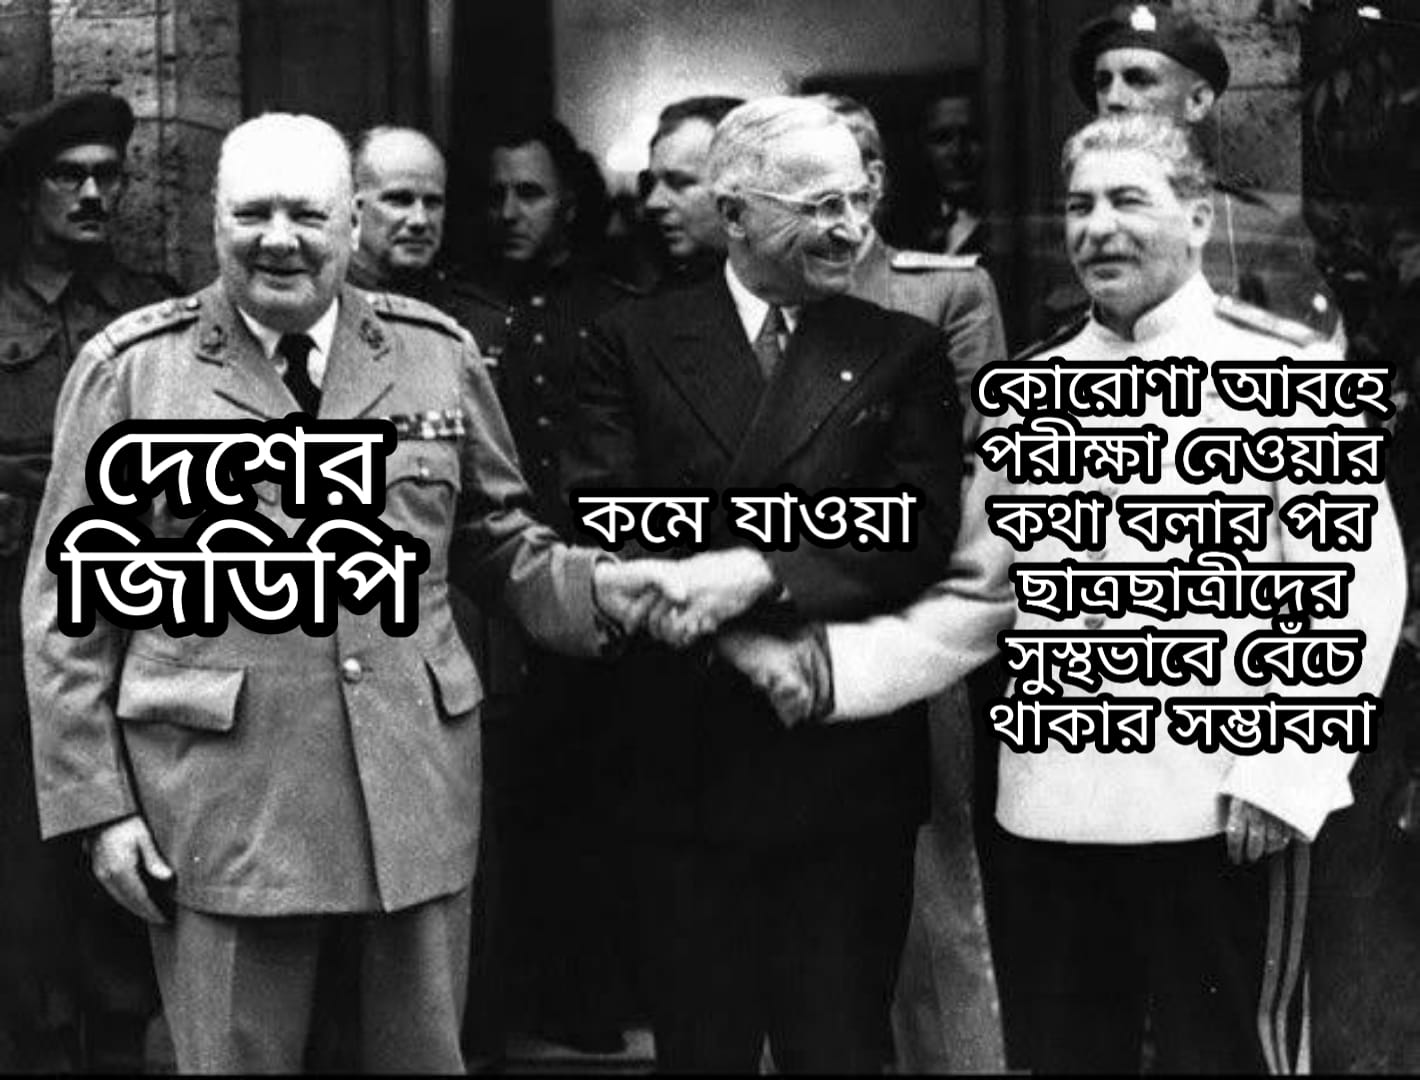 দেশের
জিডিপি
কমে যাওয়া
কোরোণা আবহে
পরীক্ষা নেওয়ার
কথা বলার পর
ছাত্রছাত্রীদের
সুস্থভাবে বেঁচে
থাকার সম্ভাবনা